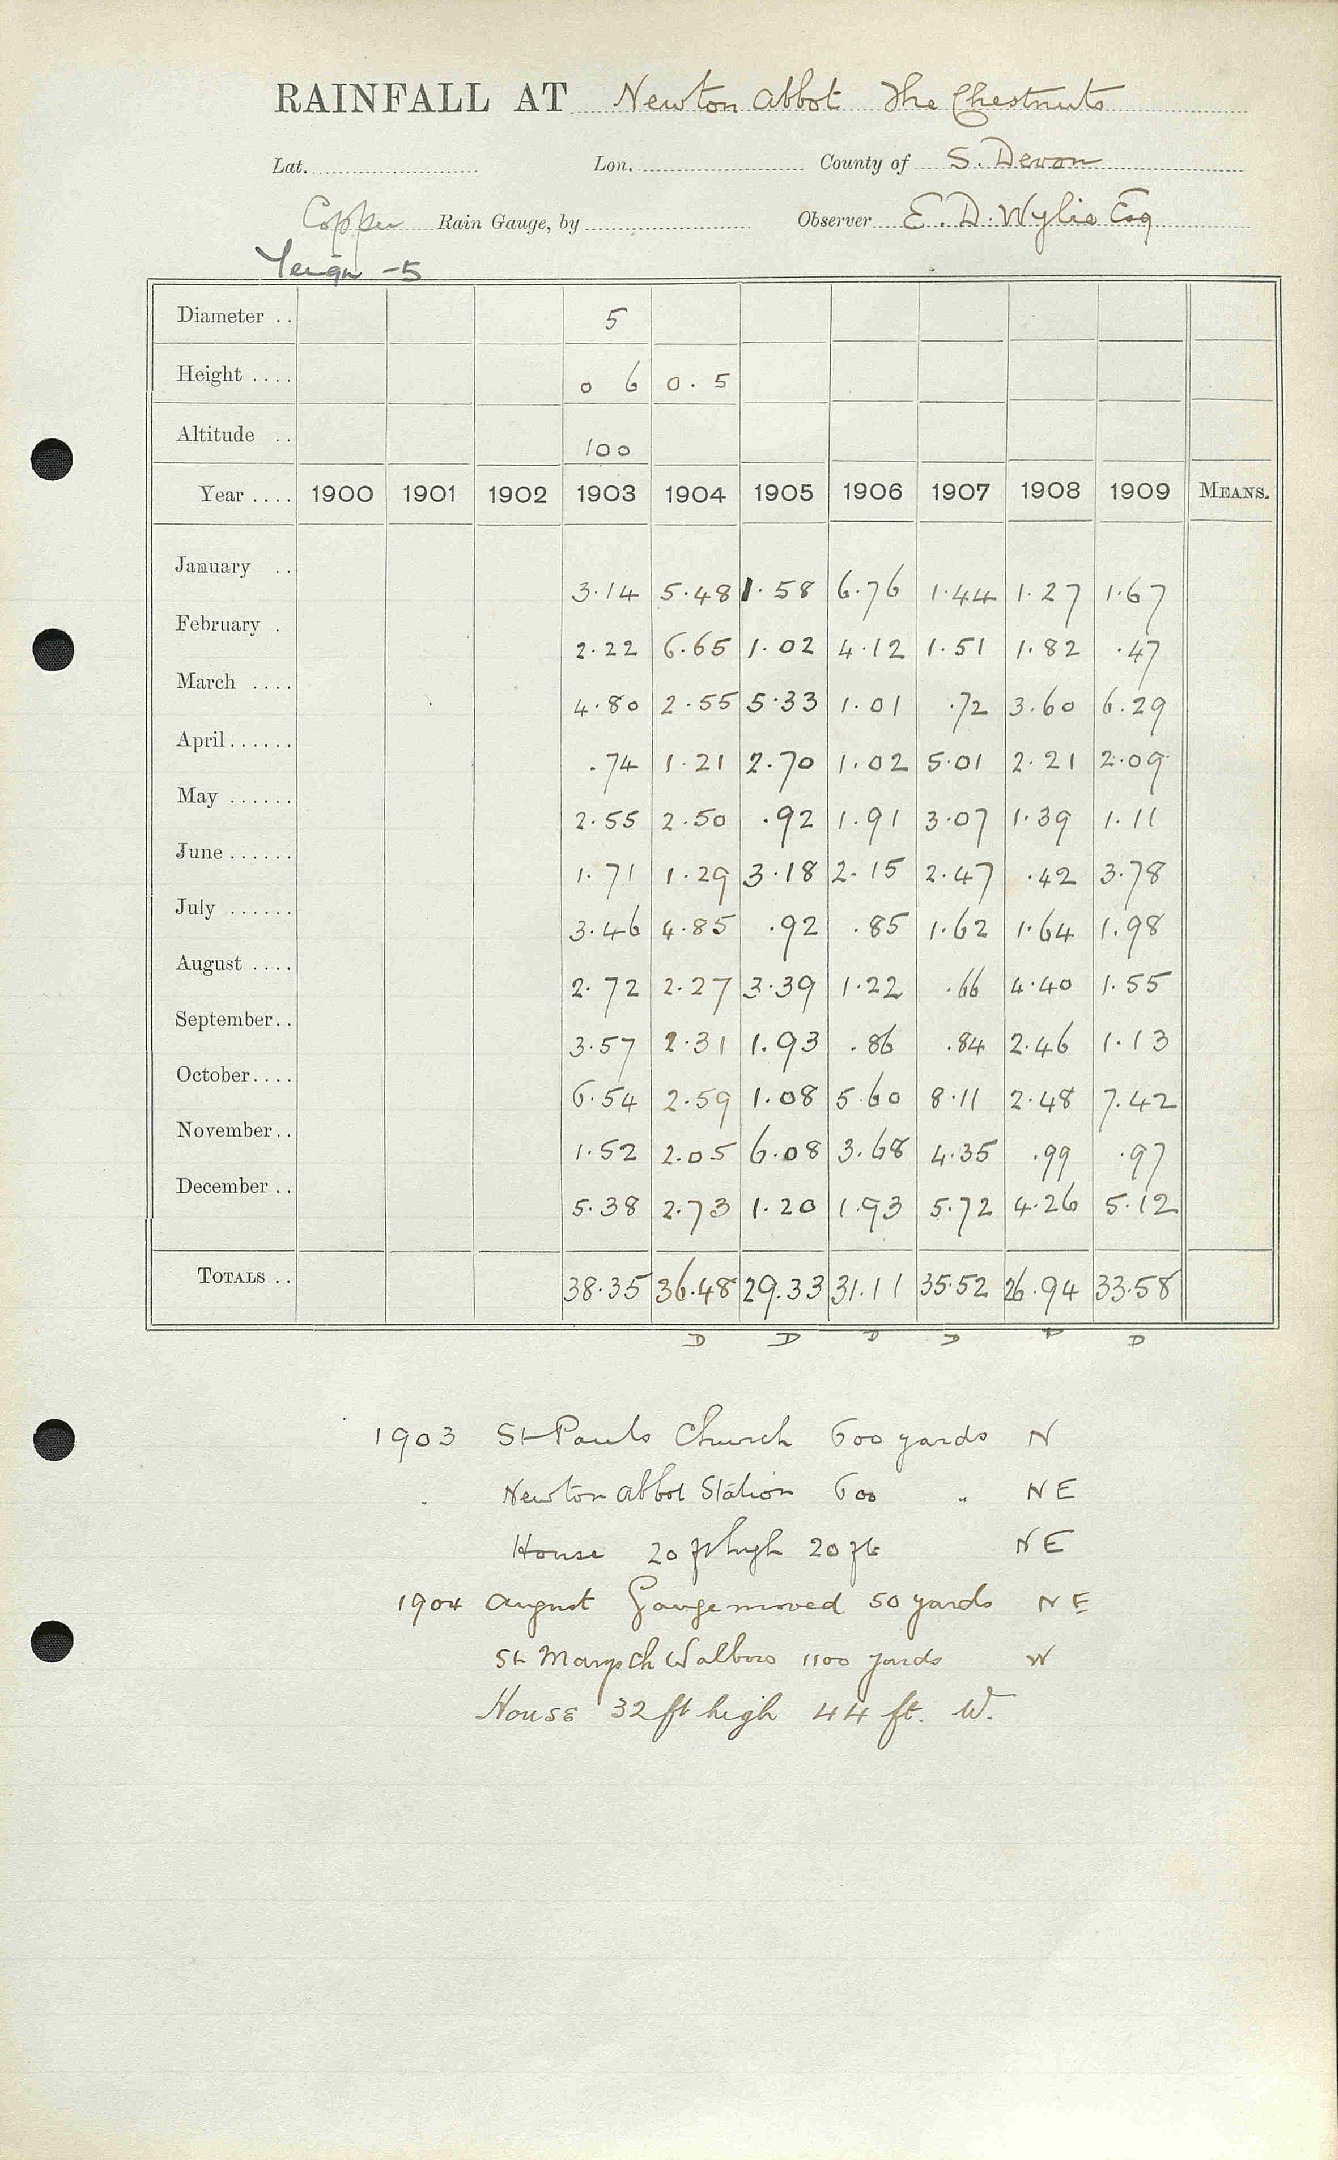 RAINFALL AT Newton Abbot The Chestnuts
Lat. Lon. County of S. Devon
Copper Rain Gauge, by Observer E. D. Wylie Esq
Teign -5
Diameter .. 5
Height .... 0 6 0.5
Altitude .. 100
Year .... 1900 1901 1902 1903 1904 1905 1906 1907 1908 1909 MEANS.
January .. 3.14 5.48 1.58 6.76 1.44 1.27 1.67
February . 2.22 6.65 1.02 4.12 1.51 1.82 .47
March .... 4.80 2.55 5.33 1.01 .72 3.60 6.29
April...... .74 1.21 2.70 1.02 5.01 2.21 2.09
May ...... 2.55 2.50 .92 1.91 3.07 1.39 1.11
June...... 1.71 1.29 3.18 2.15 2.47 .42 3.78
July ...... 3.46 4.85 .92 .85 1.62 1.64 1.98
August .... 2.72 2.27 3.39 1.22 .66 4.40 1.55
September.. 3.57 2.31 1.93 .86 .84 2.46 1.13
October.... 6.54 2.59 1.08 5.60 8.11 2.48 7.42
November.. 1.52 2.05 6.08 3.68 4.35 .99 .97
December .. 5.38 2.73 1.20 1.93 5.72 4.26 5.12
TOTALS .. 38.35 36.48 29.33 31.11 35.52 26.94 33.58
D D D D D D
1903 St Pauls Church 600 yards N
Newton Abbot Station 600 " NE
House 20 ft high 20 ft NE
1904 August Gauge moved 50 yards NE
St Marys Ch Wolboro 1100 yards W
House 32 ft high 44 ft. W.